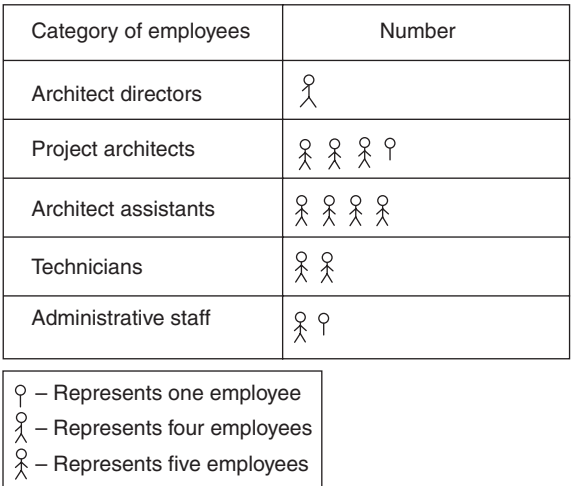 Category of employees Number
Architect directors
Project architects
Architect assistants
Technicians
Administrative staff
– Represents one employee
– Represents four employees
– Represents five employees